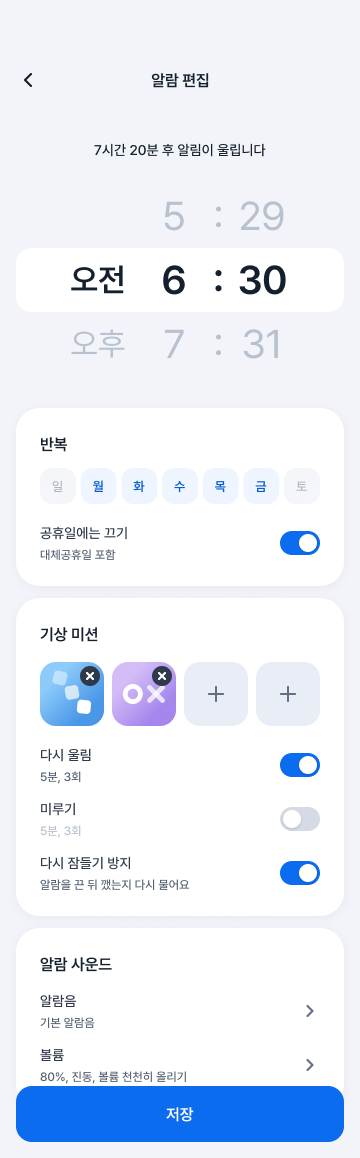 알람 편집
7시간 20분 후 알림이 울립니다
5 : 29
오전 6 : 30
오후 7 : 31
반복
일 월 화 수 목 금 토
공휴일에는 끄기
대체공휴일 포함
기상 미션
OX
다시 울림
5분, 3회
미루기
5분, 3회
다시 잠들기 방지
알람을 끈 뒤 깼는지 다시 물어요
알람 사운드
알람음
기본 알람음
볼륨
80%, 진동, 볼륨 천천히 올리기
저장